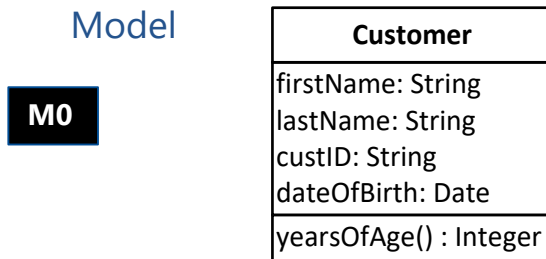 Model
M0
Customer
firstName: String
lastName: String
custID: String
dateOfBirth: Date
yearsOfAge() : Integer